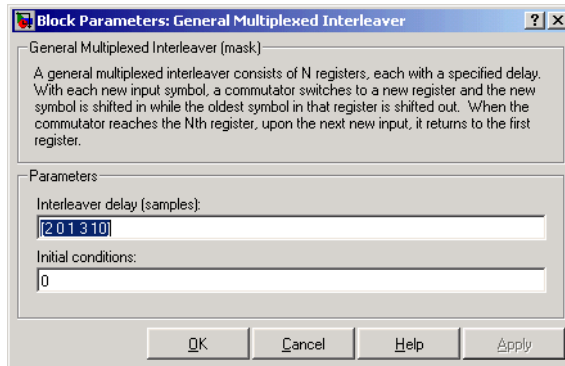 Block Parameters: General Multiplexed Interleaver
General Multiplexed Interleaver (mask)
A general multiplexed interleaver consists of N registers, each with a specified delay.
With each new input symbol, a commutator switches to a new register and the new
symbol is shifted in while the oldest symbol in that register is shifted out. When the
commutator reaches the Nth register, upon the next new input, it returns to the first
register.
Parameters
Interleaver delay (samples):
[2 0 1 3 10]
Initial conditions:
0
OK Cancel Help Apply